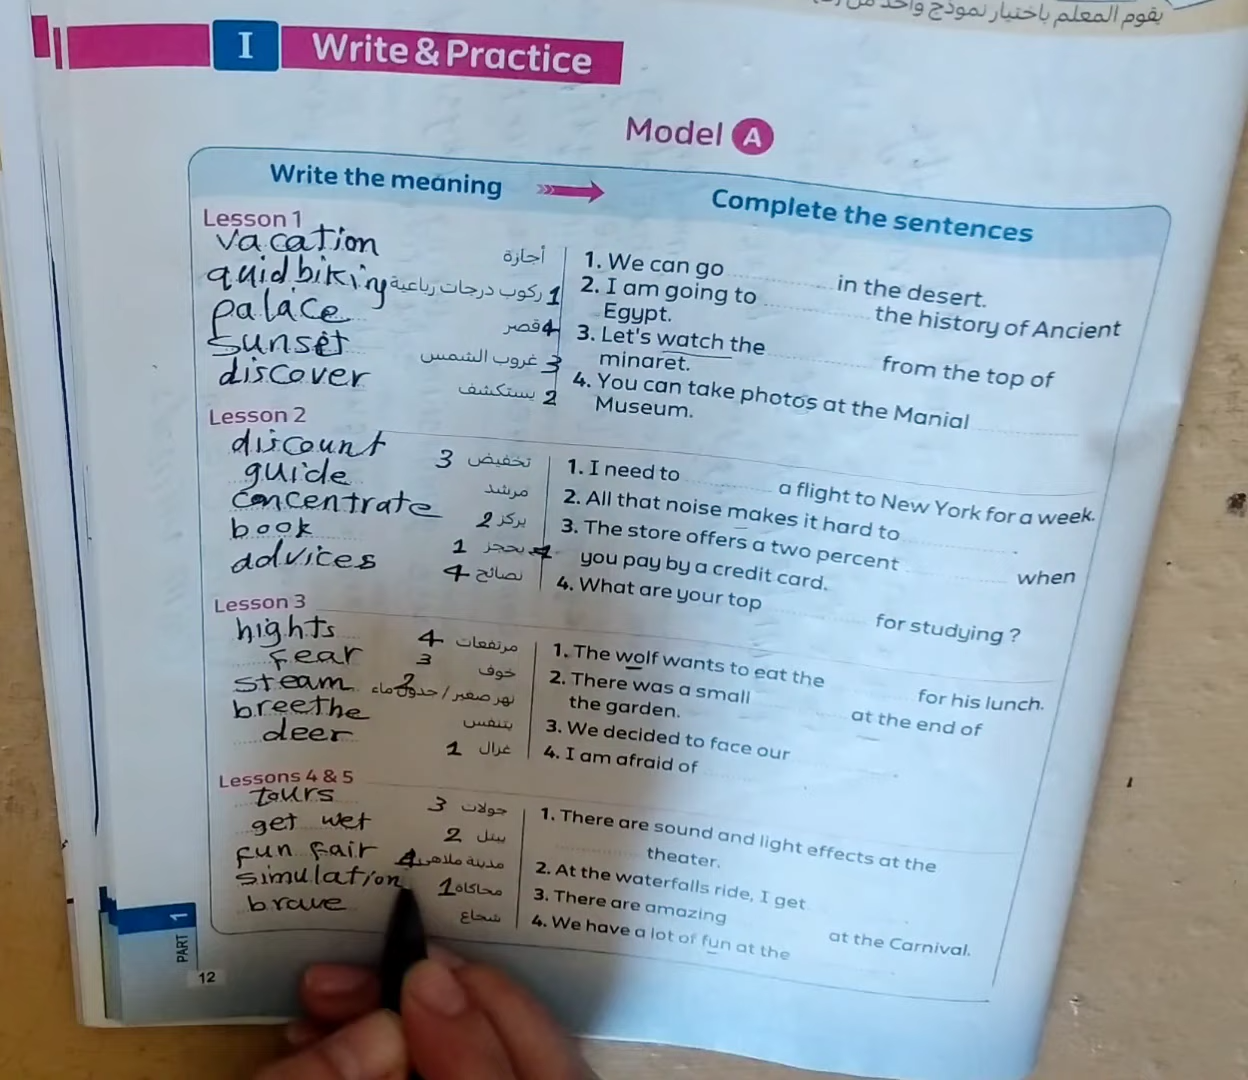 يقوم المعلم باختيار نموذج واحد من
I Write & Practice
Model A
Write the meaning
Complete the sentences
Lesson 1
vacation أجازة
quidbiking ركوب درجات رباعية 1
palace قصر 4
sunset غروب الشمس 3
discover يستكشف 2
1. We can go in the desert.
2. I am going to the history of Ancient
Egypt.
3. Let's watch the from the top of
minaret.
4. You can take photos at the Manial
Museum.
Lesson 2
discount تخفيض 3
guide مرشد
concentrate يركز 2
book يحجز 1
advices نصائح 4
1. I need to a flight to New York for a week.
2. All that noise makes it hard to .
3. The store offers a two percent when
you pay by a credit card.
4. What are your top for studying ?
Lesson 3
hights مرتفعات 4
fear خوف 3
steam نهر صغير / جدول ماء 2
breethe يتنفس
deer غزال 1
1. The wolf wants to eat the for his lunch.
2. There was a small at the end of
the garden.
3. We decided to face our .
4. I am afraid of
Lessons 4 & 5
tours جولات 3
get wet يبتل 2
fun fair مدينة ملاهى 4
simulation محاكاة 1
brave شجاع
1. There are sound and light effects at the
theater.
2. At the waterfalls ride, I get .
3. There are amazing at the Carnival.
4. We have a lot of fun at the
PART 1
12